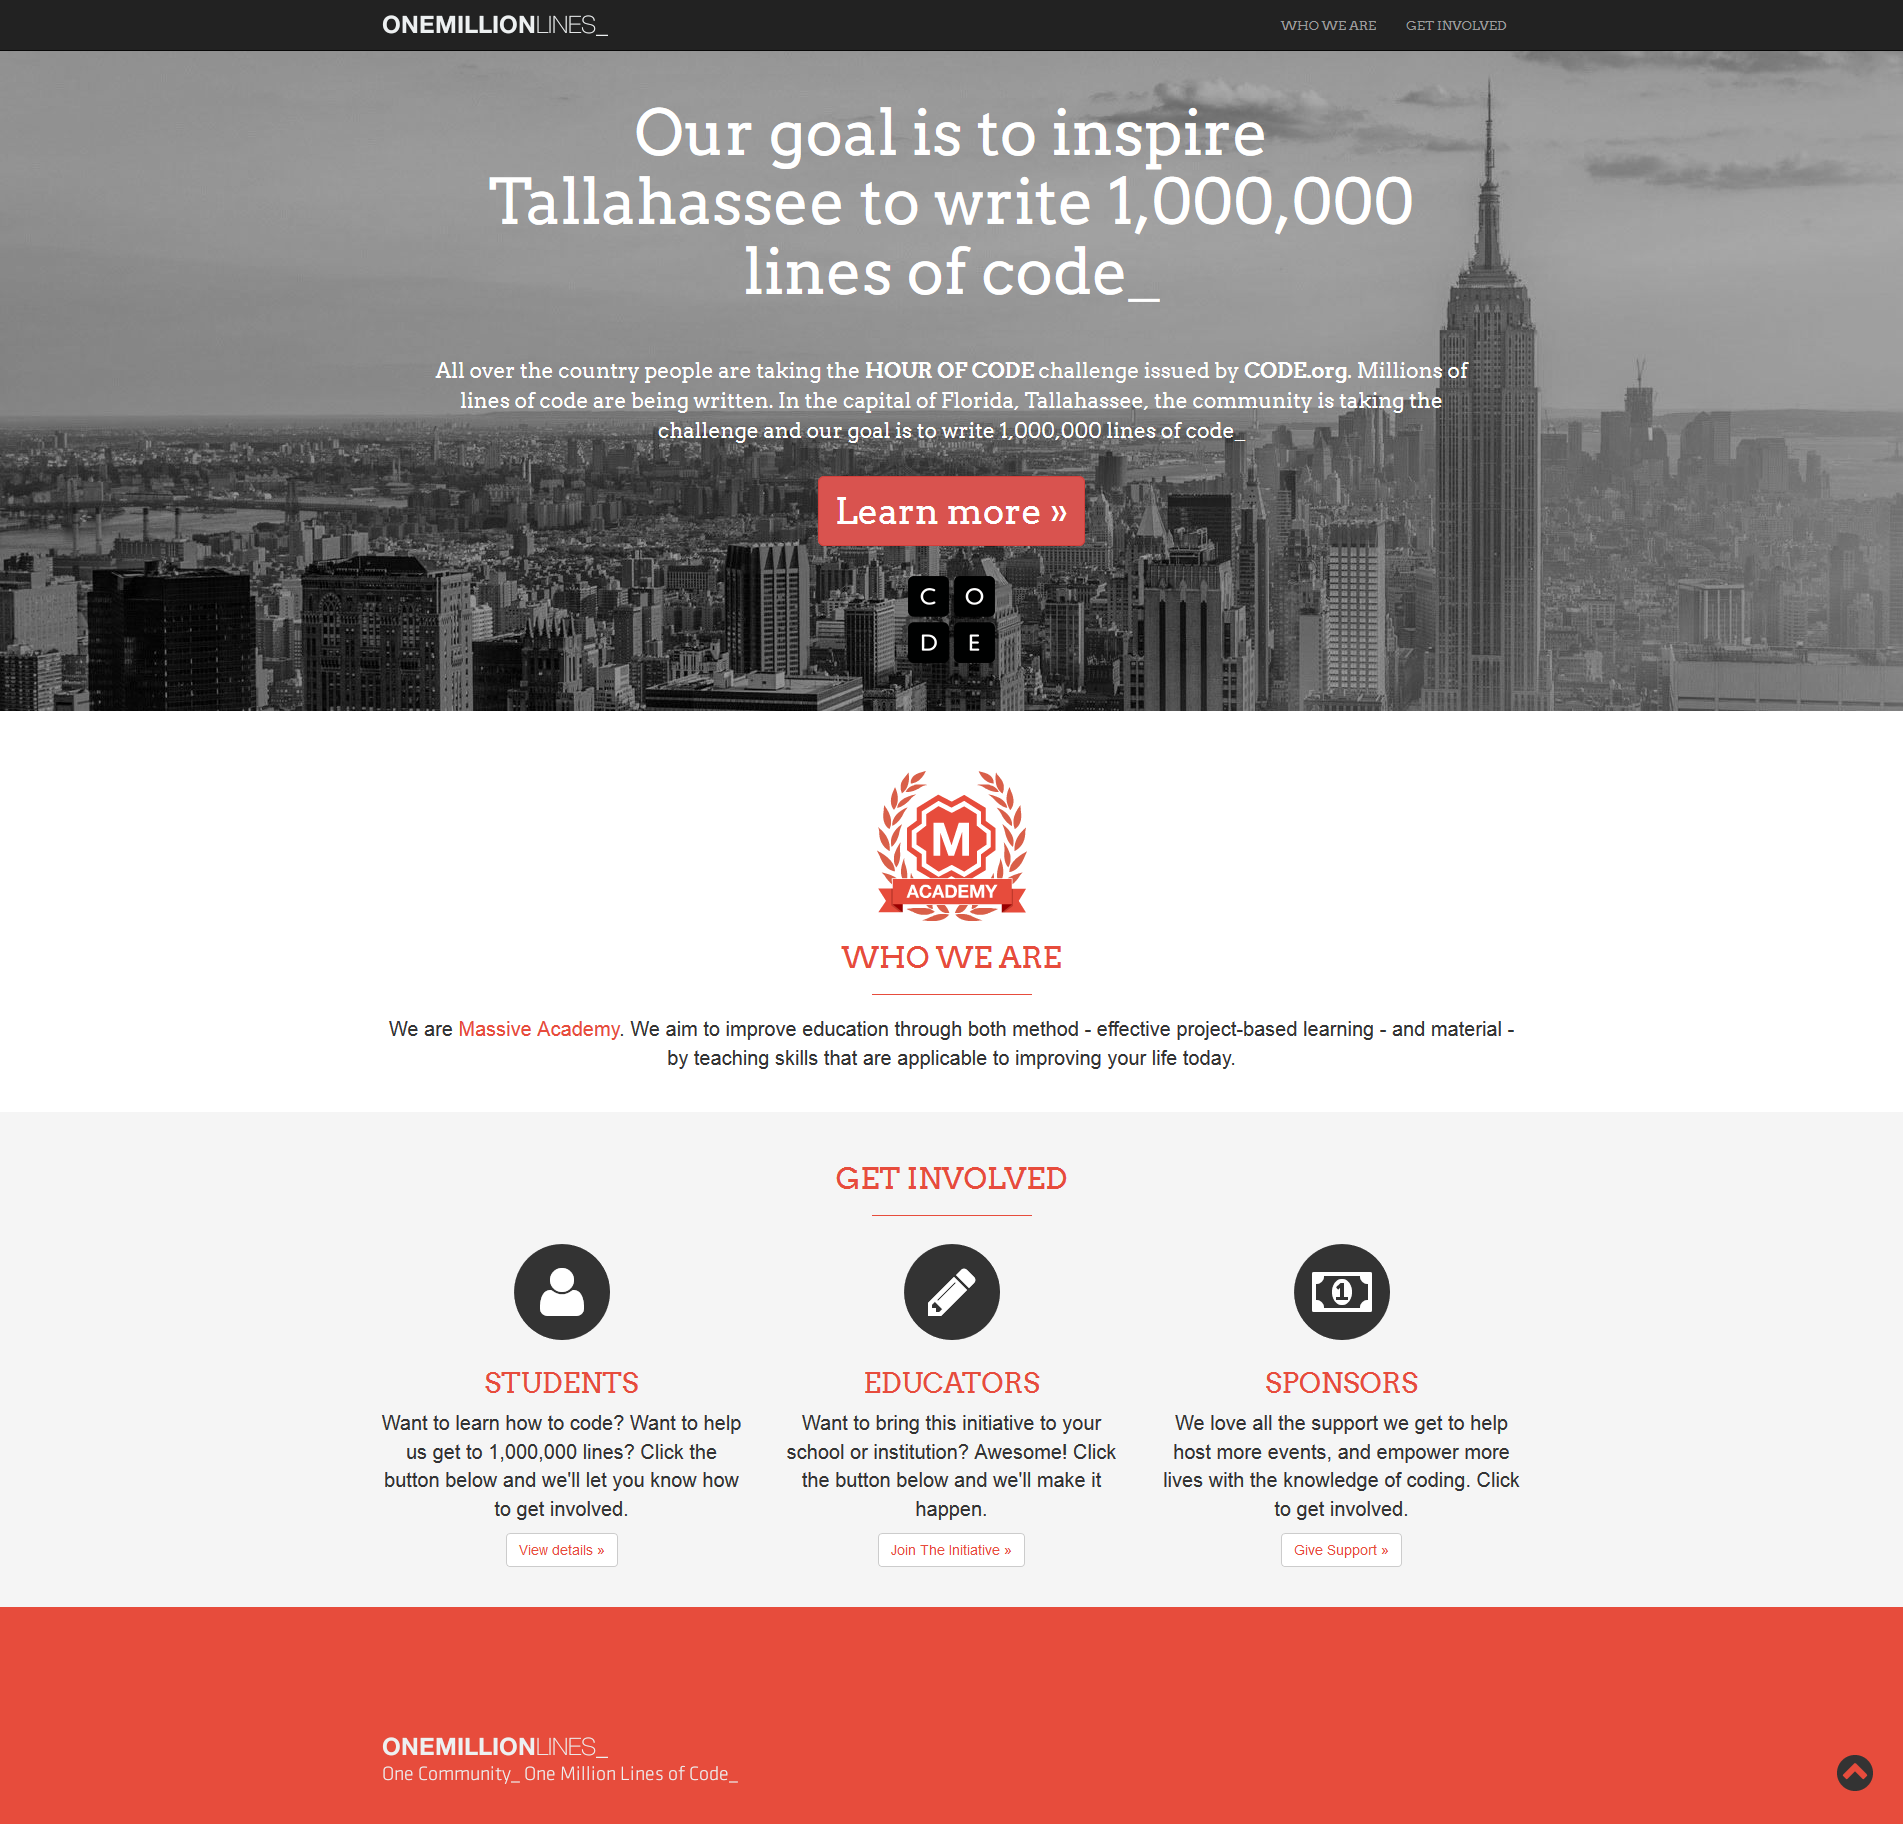 ONEMILLIONLINES_
WHO WE ARE
GET INVOLVED
Our goal is to inspire
Tallahassee to write 1,000,000
lines of code_
All over the country people are taking the HOUR OF CODE challenge issued by CODE.org. Millions of
lines of code are being written. In the capital of Florida, Tallahassee, the community is taking the
challenge and our goal is to write 1,000,000 lines of code_
Learn more »
C O
D E
M
ACADEMY
WHO WE ARE
We are Massive Academy. We aim to improve education through both method - effective project-based learning - and material -
by teaching skills that are applicable to improving your life today.
GET INVOLVED
1
STUDENTS
Want to learn how to code? Want to help
us get to 1,000,000 lines? Click the
button below and we'll let you know how
to get involved.
View details »
EDUCATORS
Want to bring this initiative to your
school or institution? Awesome! Click
the button below and we'll make it
happen.
Join The Initiative »
SPONSORS
We love all the support we get to help
host more events, and empower more
lives with the knowledge of coding. Click
to get involved.
Give Support »
ONEMILLIONLINES_
One Community_ One Million Lines of Code_